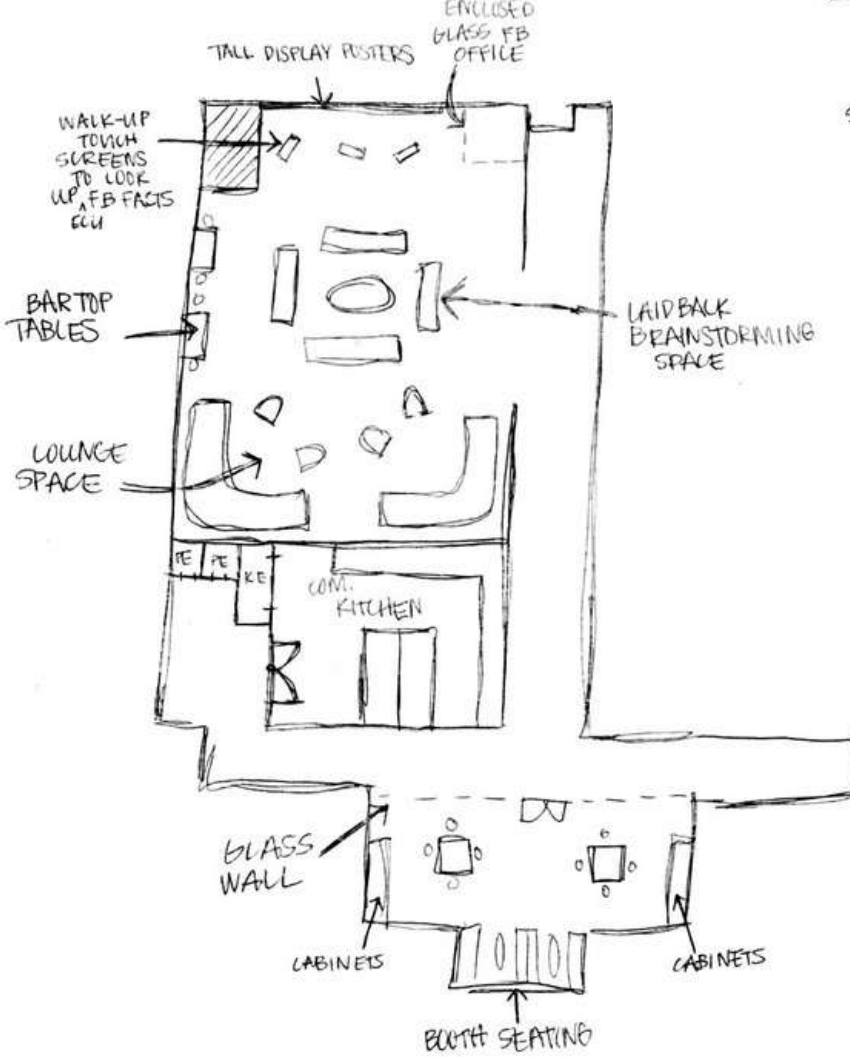 ENCLOSED
GLASS FB
OFFICE
TALL DISPLAY POSTERS
WALK-UP
TOUCH
SCREENS
TO LOOK
UP FB FACTS
BARTOP
TABLES
LAIDBACK
BRAINSTORMING
SPACE
LOUNGE
SPACE
PE
PE
KE
COM.
KITCHEN
GLASS
WALL
CABINETS
CABINETS
BOOTH SEATING